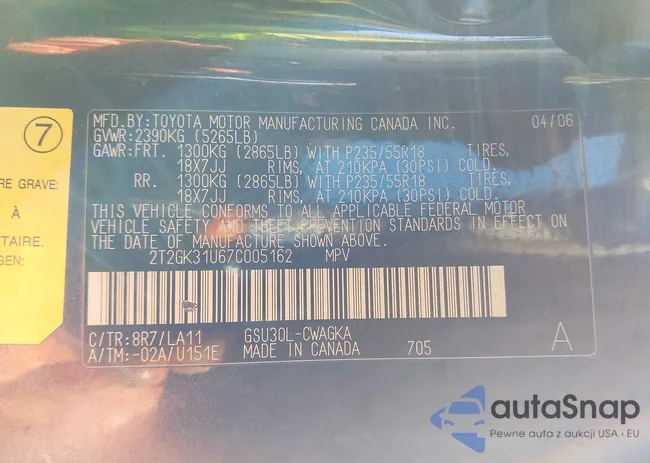 MFD.BY:TOYOTA MOTOR MANUFACTURING CANADA INC. 04/06
GVWR:2390KG (5265LB)
GAWR:FRT. 1300KG (2865LB) WITH P235/55R18 TIRES,
18X7JJ RIMS, AT 210KPA (30PSI) COLD.
RR. 1300KG (2865LB) WITH P235/55R18 TIRES,
18X7JJ RIMS, AT 210KPA (30PSI) COLD.
THIS VEHICLE CONFORMS TO ALL APPLICABLE FEDERAL MOTOR
VEHICLE SAFETY AND THEFT PREVENTION STANDARDS IN EFFECT ON
THE DATE OF MANUFACTURE SHOWN ABOVE.
2T2GK31U67C005162 MPV
C/TR:8R7/LA11 GSU30L-CWAGKA A
A/TM:-02A/U151E MADE IN CANADA 705
7
RE GRAVE:
À
TAIRE.
GEN:
autaSnap
Pewne auta z aukcji USA i EU